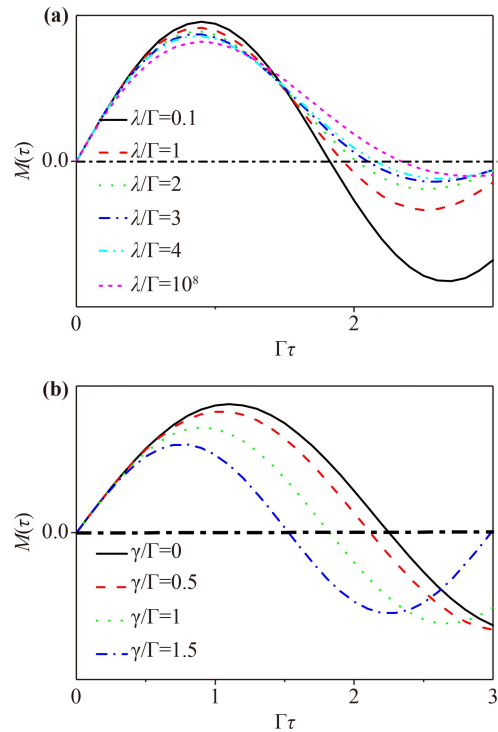 (a)
M(τ)
0.0
λ/Γ=0.1
λ/Γ=1
λ/Γ=2
λ/Γ=3
λ/Γ=4
λ/Γ=10⁸
0 2
Γτ
(b)
M(τ)
0.0
γ/Γ=0
γ/Γ=0.5
γ/Γ=1
γ/Γ=1.5
0 1 2 3
Γτ